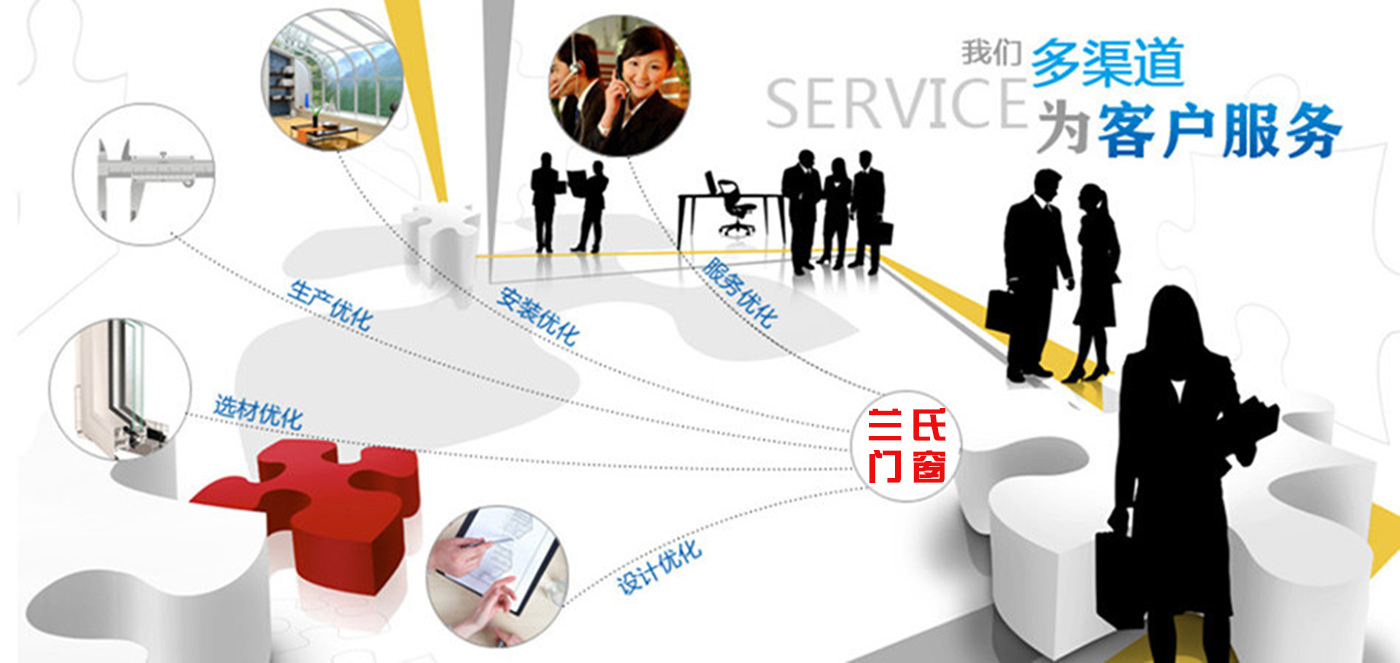 我们 多渠道
SERVICE 为 客户服务
服务优化
安装优化
生产优化
选材优化
兰氏
门窗
设计优化